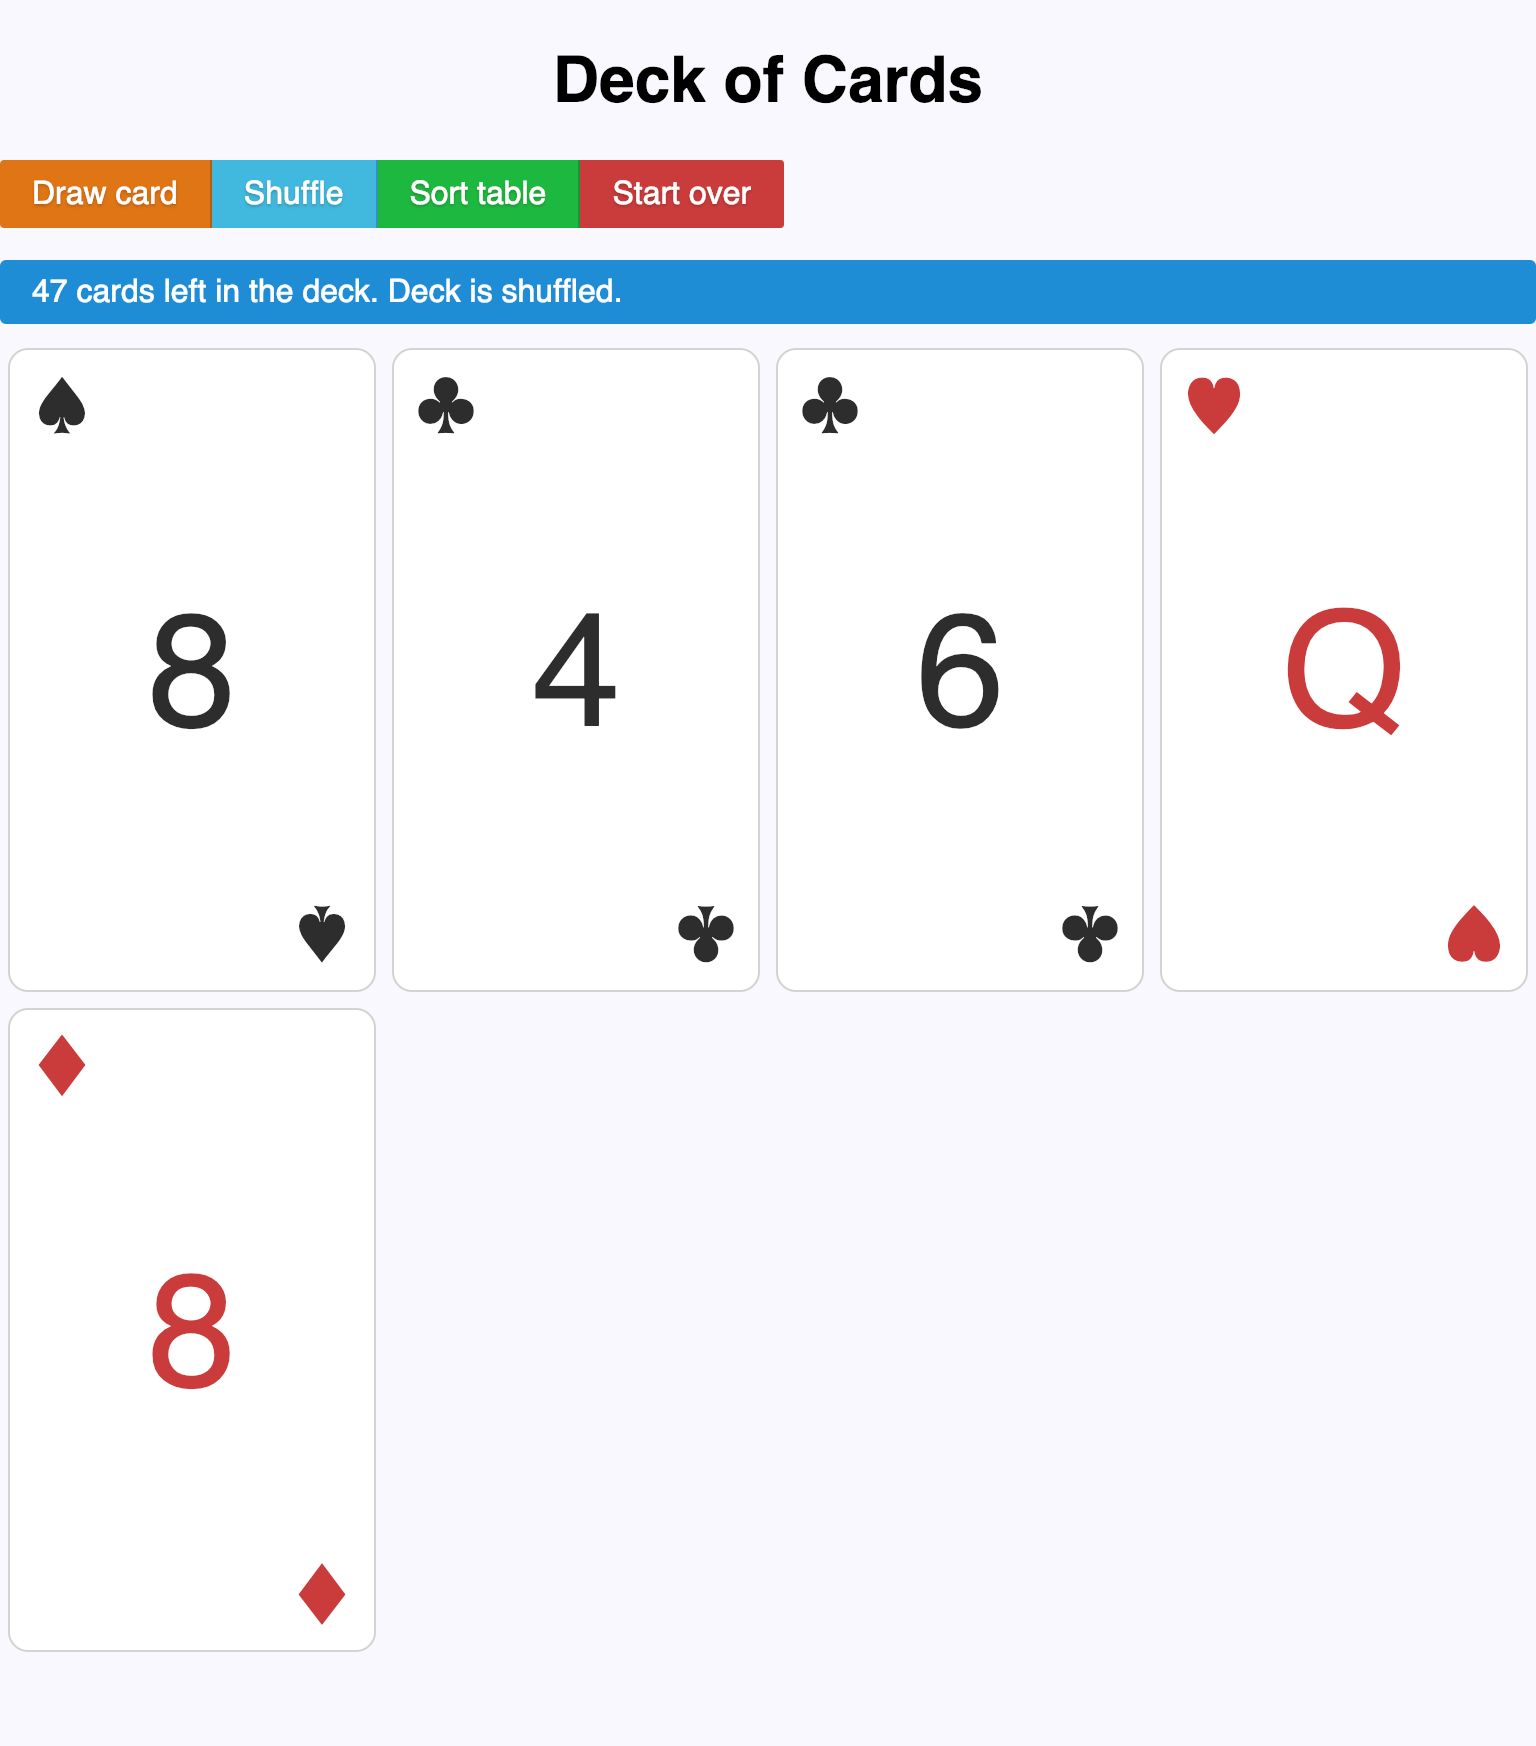 Deck of Cards
Draw card Shuffle Sort table Start over
47 cards left in the deck. Deck is shuffled.
8 4 6 Q
8